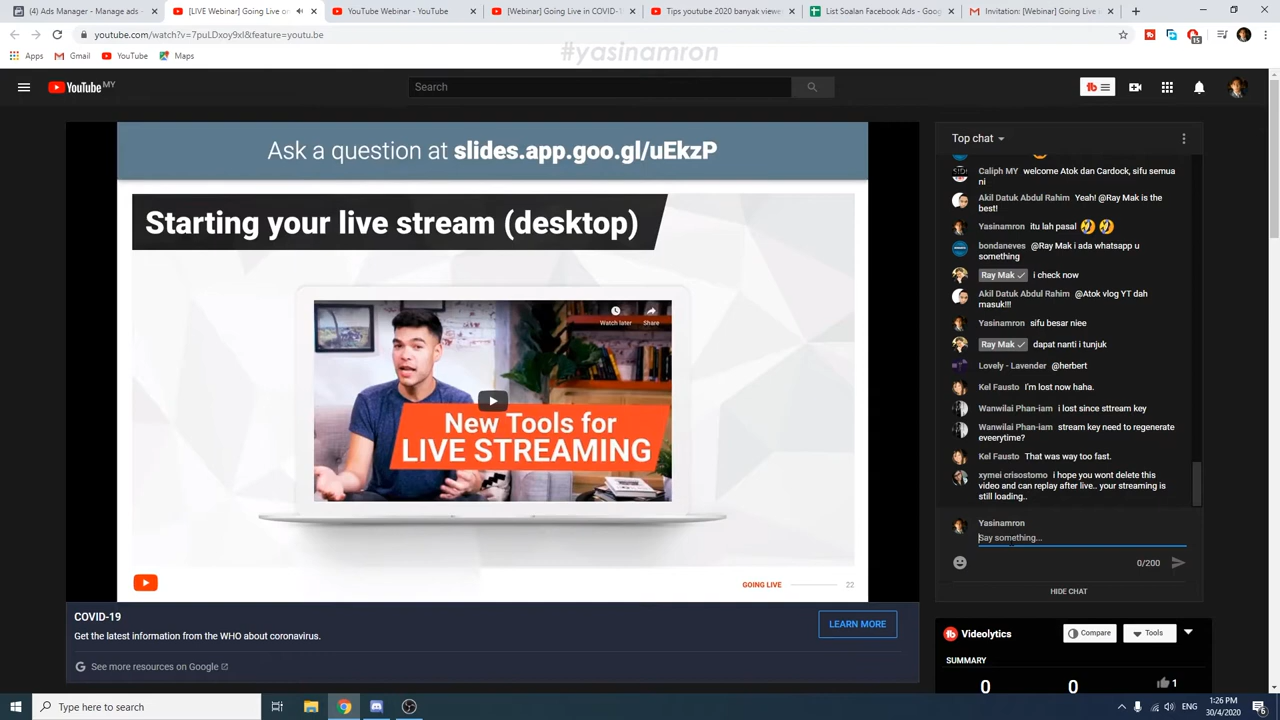 (4) Ads Manager - Manage ads -
[LIVE Webinar] Going Live or
YouTube Webinar - YouTube
[Webinar] Going Live in COVID-1
Tips youtube 2020 banyak viewe
List Soalan Facebook Ads - Goo
Invitation: [Webinar] Going Live -
youtube.com/watch?v=7puLDxoy9xI&feature=youtu.be
15
Apps
Gmail
YouTube
Maps
#yasinamron
YouTube MY
Search
Ask a question at slides.app.goo.gl/uEkzP
Starting your live stream (desktop)
Watch later
Share
New Tools for
LIVE STREAMING
GOING LIVE
22
COVID-19
Get the latest information from the WHO about coronavirus.
LEARN MORE
See more resources on Google
Top chat
Caliph MY welcome Atok dan Cardock, sifu semua
ni
Akil Datuk Abdul Rahim Yeah! @Ray Mak is the
best!
Yasinamron itu lah pasal 🤣 🤣
bondaneves @Ray Mak i ada whatsapp u
something
Ray Mak ✓ i check now
Akil Datuk Abdul Rahim @Atok vlog YT dah
masuk!!!
Yasinamron sifu besar niee
Ray Mak ✓ dapat nanti i tunjuk
Lovely - Lavender @herbert
Kel Fausto I'm lost now haha.
Wanwilai Phan-iam i lost since sttream key
Wanwilai Phan-iam stream key need to regenerate
eveerytime?
Kel Fausto That was way too fast.
xymei crisostomo i hope you wont delete this
video and can replay after live.. your streaming is
still loading..
Yasinamron
Say something...
0/200
HIDE CHAT
Videolytics
Compare
Tools
SUMMARY
0
0
1
Type here to search
ENG
1:26 PM
30/4/2020
6